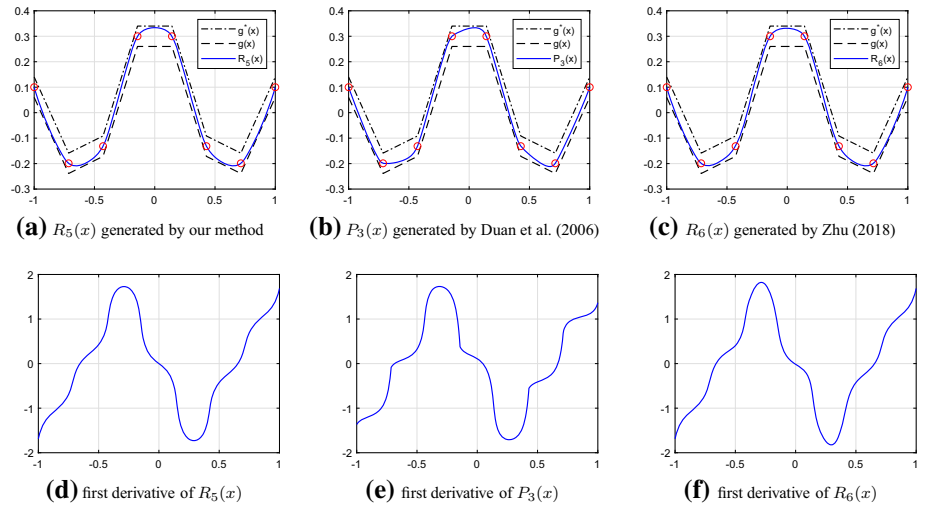 0.4
0.3
0.2
0.1
0
-0.1
-0.2
-0.3
-1 -0.5 0 0.5 1
g*(x)
g(x)
R5(x)
(a) R5(x) generated by our method
0.4
0.3
0.2
0.1
0
-0.1
-0.2
-0.3
-1 -0.5 0 0.5 1
g*(x)
g(x)
P3(x)
(b) P3(x) generated by Duan et al. (2006)
0.4
0.3
0.2
0.1
0
-0.1
-0.2
-0.3
-1 -0.5 0 0.5 1
g*(x)
g(x)
R6(x)
(c) R6(x) generated by Zhu (2018)
2
1
0
-1
-2
-1 -0.5 0 0.5 1
(d) first derivative of R5(x)
2
1
0
-1
-2
-1 -0.5 0 0.5 1
(e) first derivative of P3(x)
2
1
0
-1
-2
-1 -0.5 0 0.5 1
(f) first derivative of R6(x)